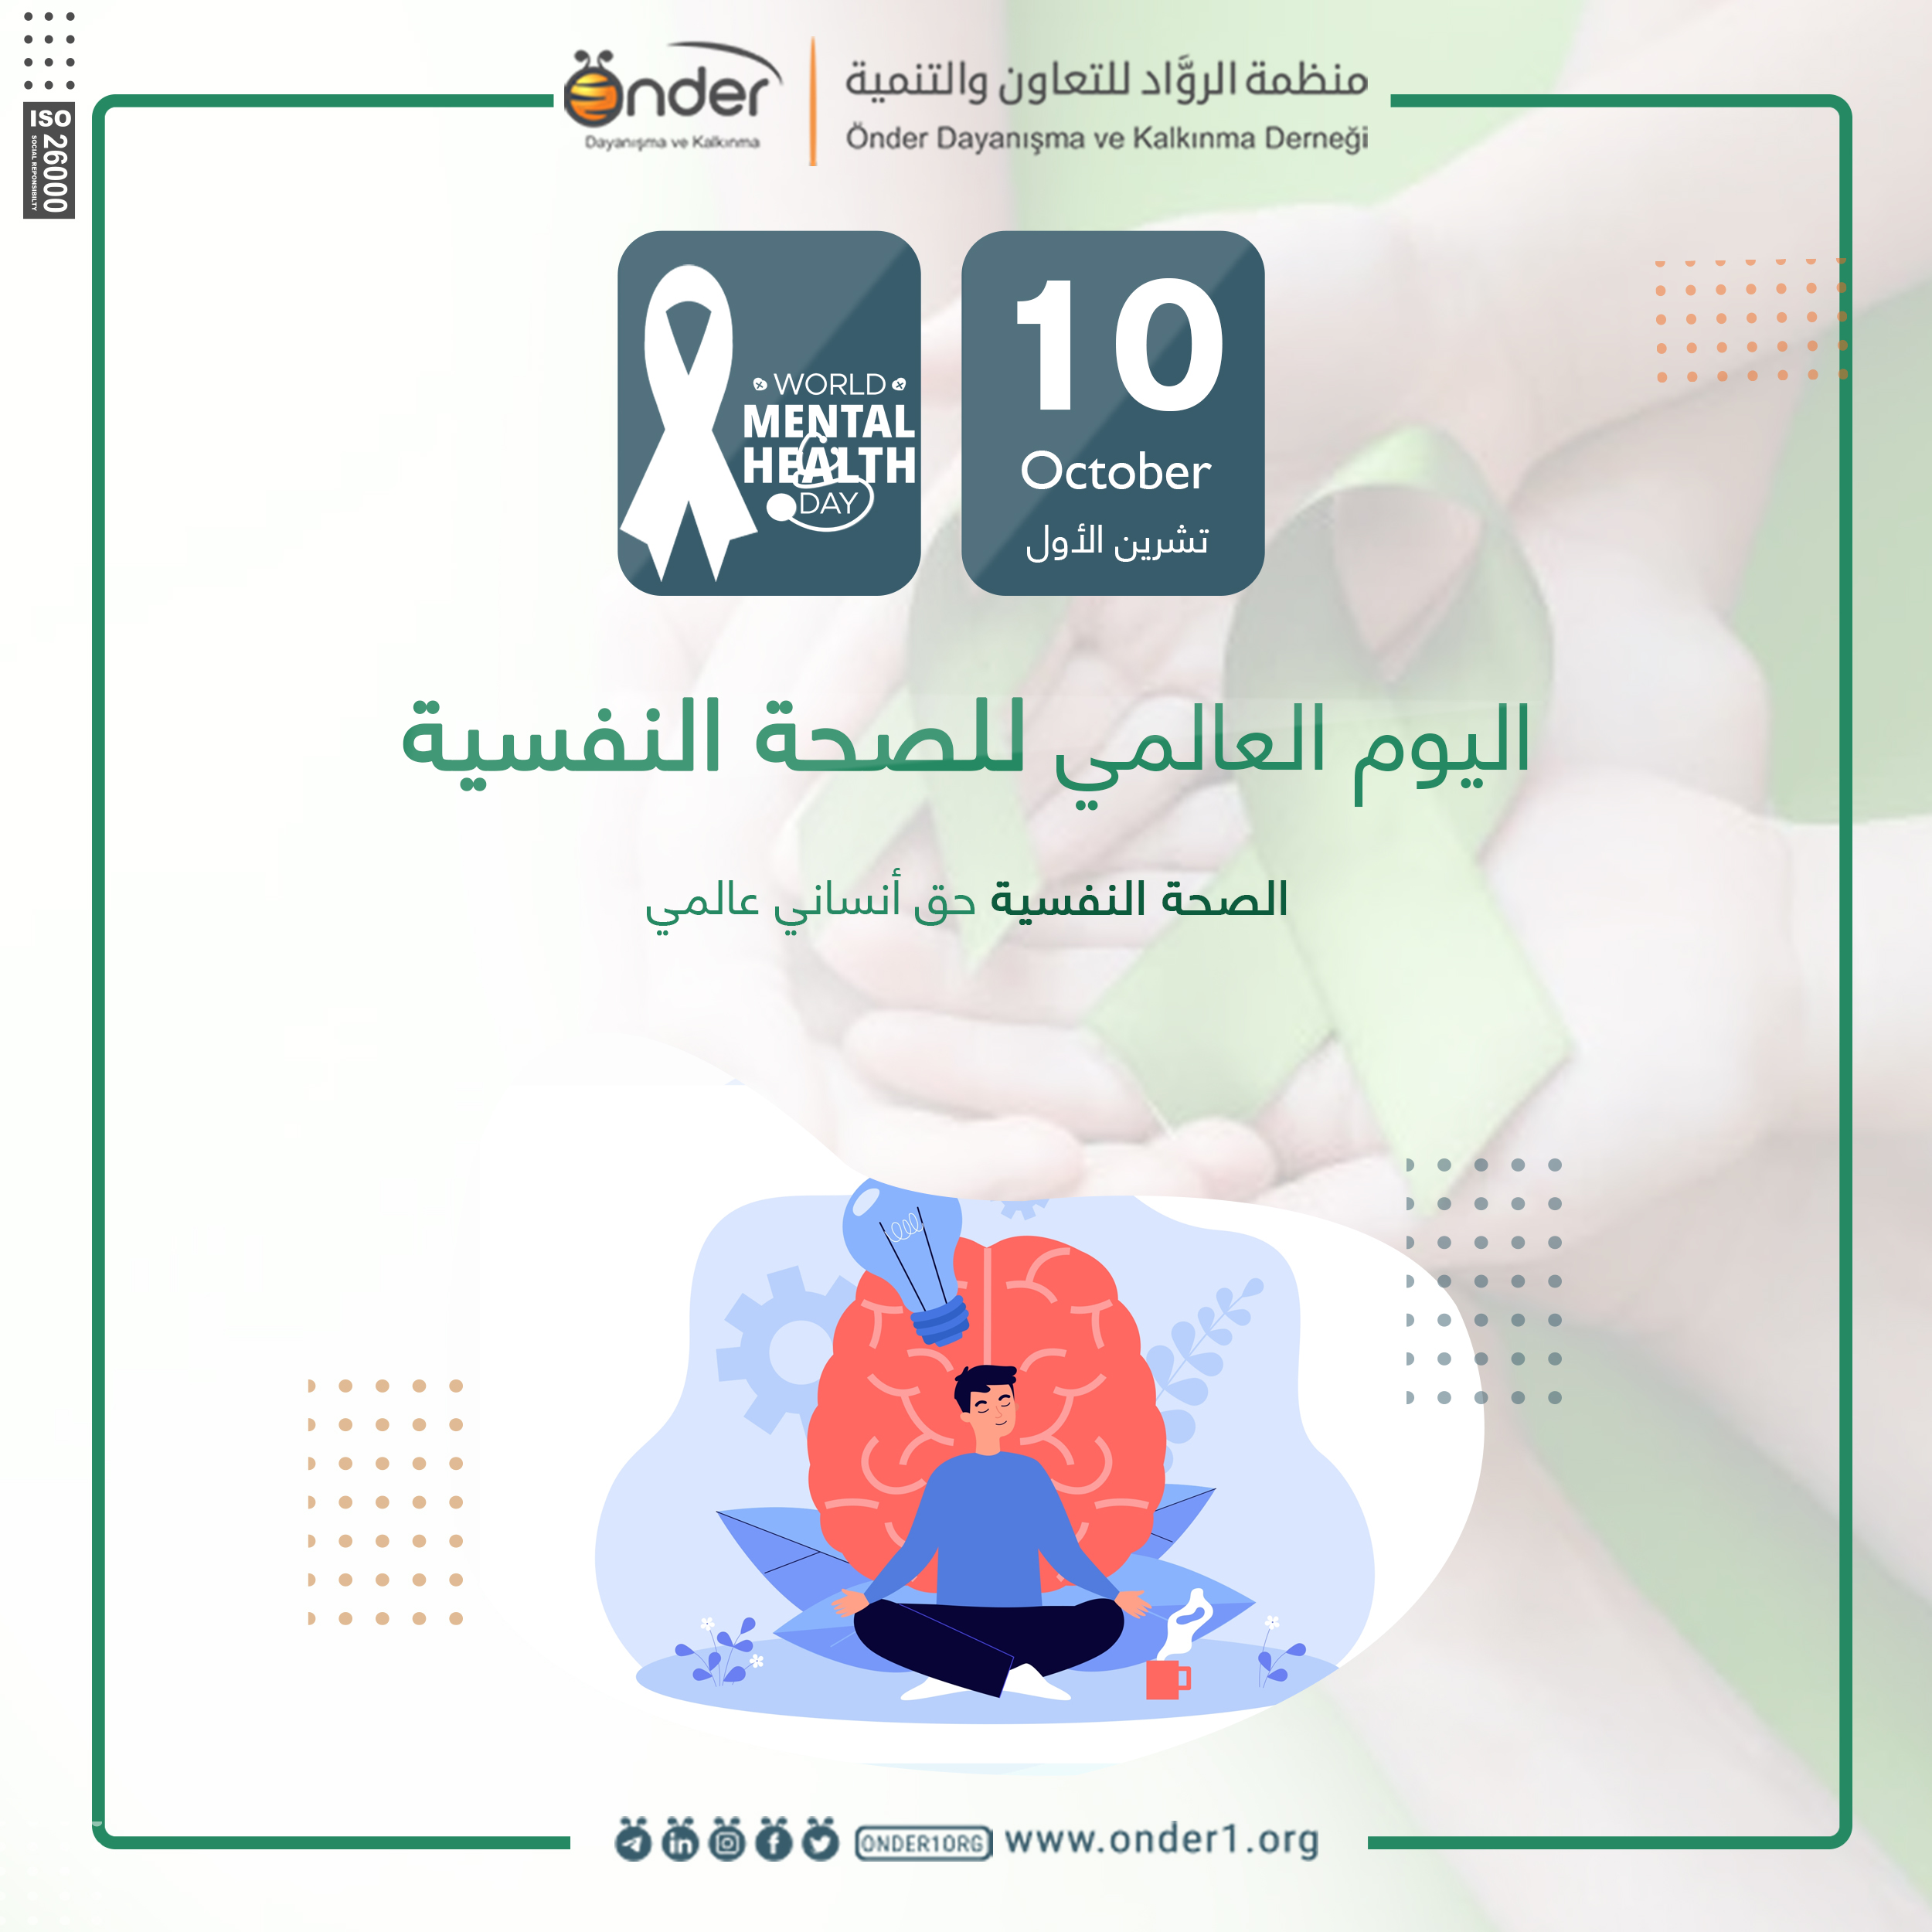 ISO
26000
SOCIAL REPONSIBILTY
önder
Dayanışma ve Kalkınma
منظمة الروَّاد للتعاون والتنمية
Önder Dayanışma ve Kalkınma Derneği
WORLD
MENTAL
HEALTH
DAY
10
October
تشرين الأول
اليوم العالمي للصحة النفسية
الصحة النفسية حق أنساني عالمي
ONDER1ORG www.onder1.org